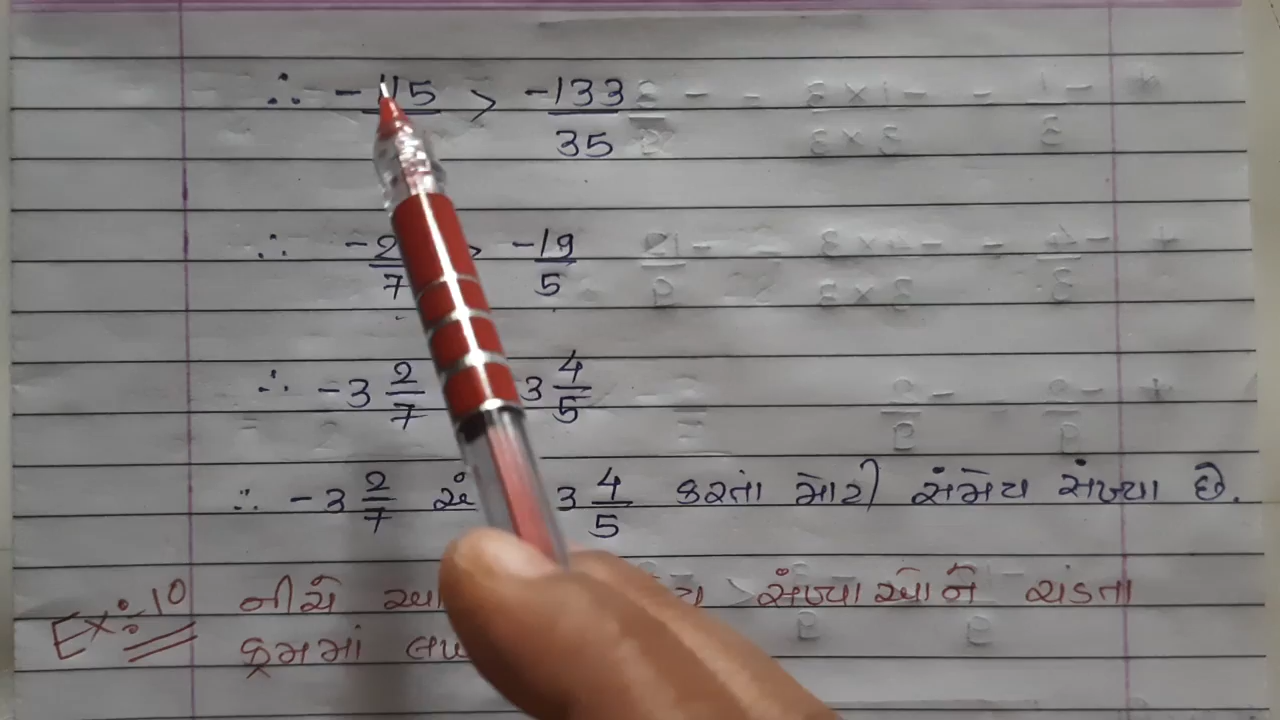 ∴ -115 > -133
35
∴ -2 > -19
7 5
∴ -3 2/7 3 4/5
∴ -3 2/7 એ 3 4/5 કરતા મોટી સંમેય સંખ્યા છે.
Ex:-10 નીચે સંખ્યાઓને ચડતા
ક્રમમાં